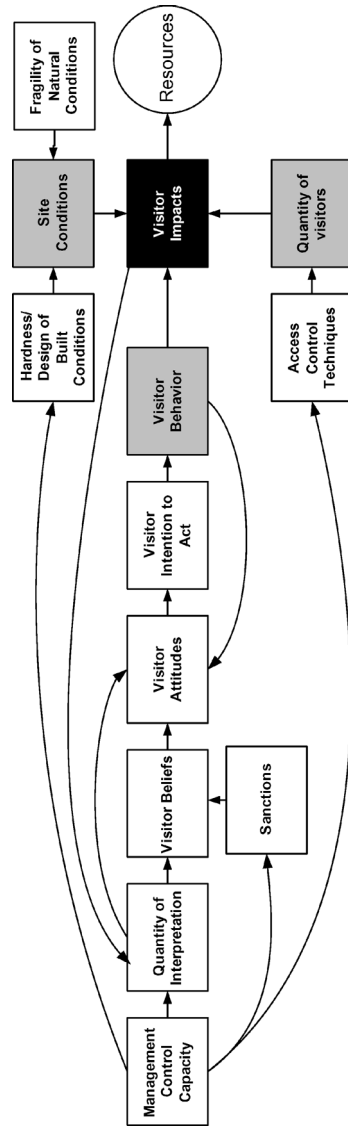 Fragility of
Natural
Conditions
Site
Conditions
Hardness/
Design of
Built
Conditions
Resources
Visitor
Impacts
Visitor
Behavior
Visitor
Intention to
Act
Visitor
Attitudes
Visitor Beliefs
Quantity of
Interpretation
Management
Control
Capacity
Sanctions
Quantity of
visitors
Access
Control
Techniques